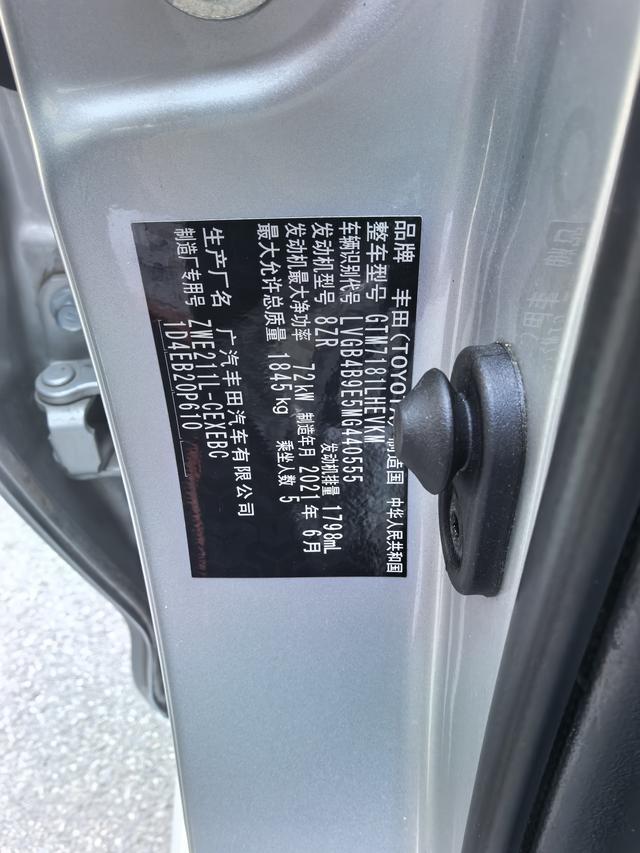 品牌 丰田(TOYOTA) 制造国 中华人民共和国
整车型号 GTM7181LHEVKM
车辆识别代号 LVGB4B9E5MG440555
发动机型号 8ZR 发动机排量 1798mL
发动机最大净功率 72kW 制造年月 2021年 6月
最大允许总质量 1845kg 乘坐人数 5
生产厂名 广汽丰田汽车有限公司
制造厂专用号 ZWE211L-GEXEBC
1D4EB20P610